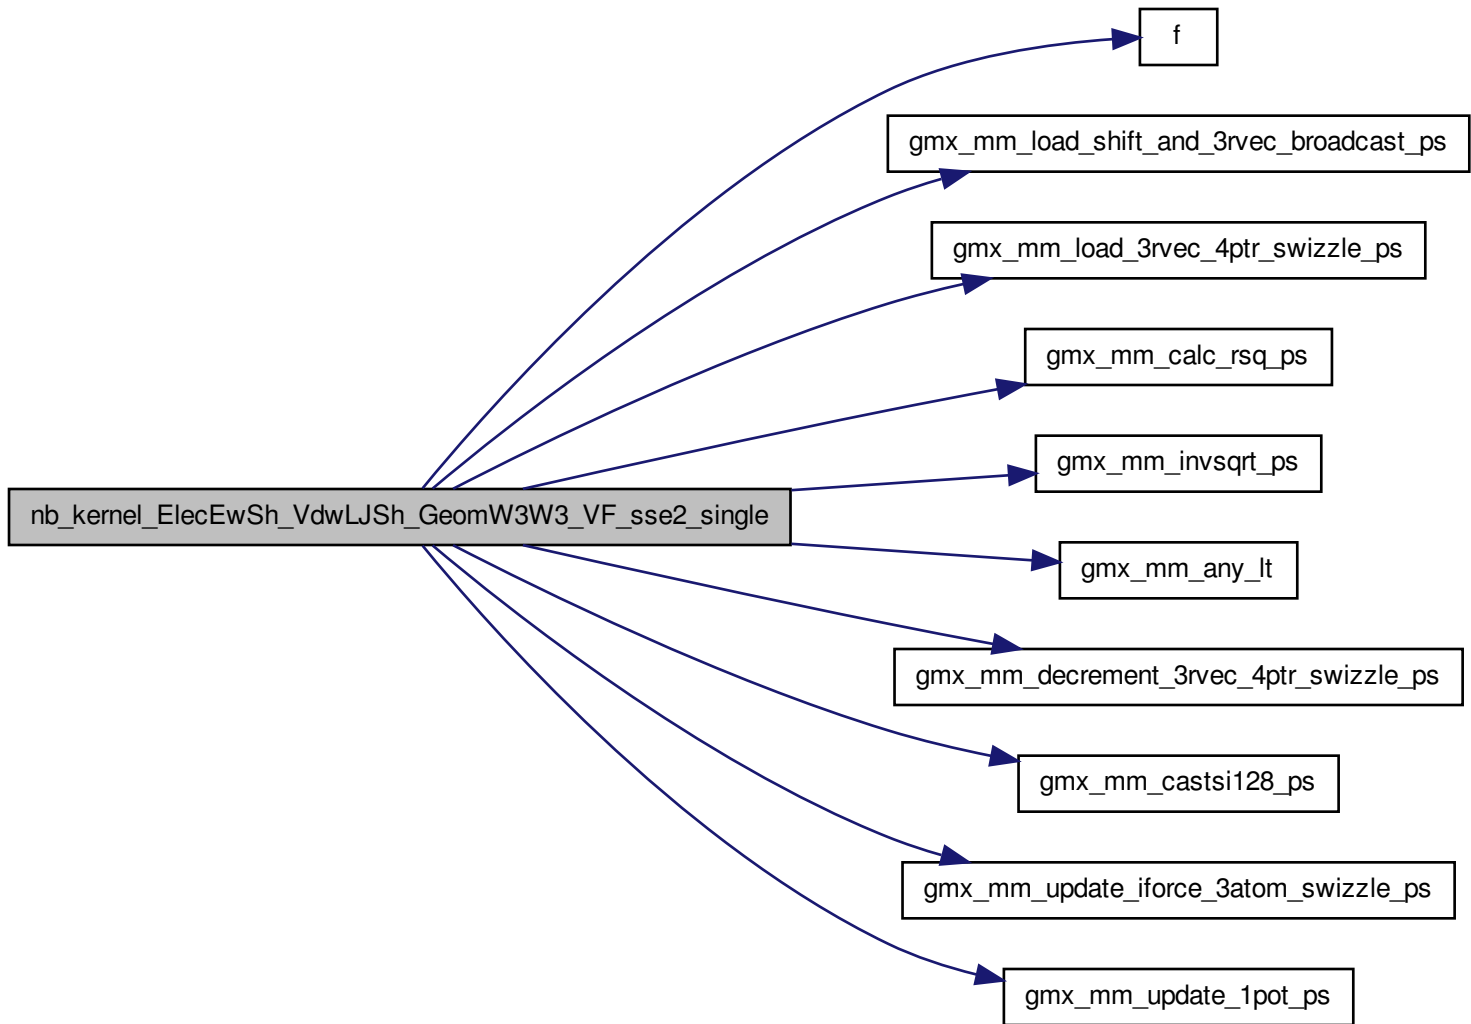 f
gmx_mm_load_shift_and_3rvec_broadcast_ps
gmx_mm_load_3rvec_4ptr_swizzle_ps
gmx_mm_calc_rsq_ps
gmx_mm_invsqrt_ps
nb_kernel_ElecEwSh_VdwLJSh_GeomW3W3_VF_sse2_single
gmx_mm_any_lt
gmx_mm_decrement_3rvec_4ptr_swizzle_ps
gmx_mm_castsi128_ps
gmx_mm_update_iforce_3atom_swizzle_ps
gmx_mm_update_1pot_ps